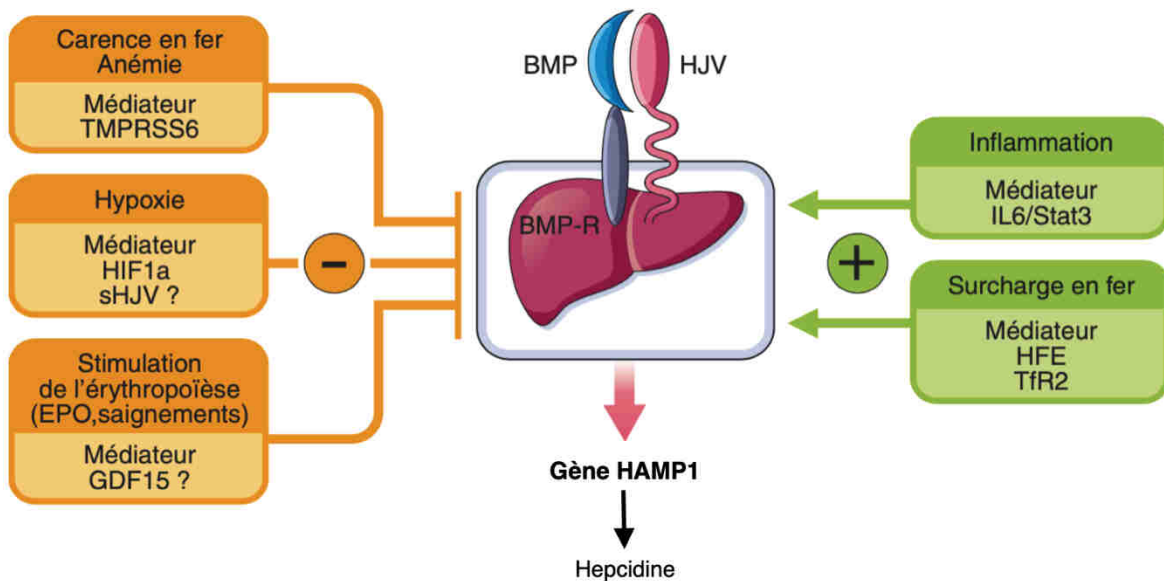 Carence en fer
Anémie
Médiateur
TMPRSS6
Hypoxie
Médiateur
HIF1a
sHJV ?
Stimulation
de l'érythropoïèse
(EPO,saignements)
Médiateur
GDF15 ?
−
BMP
HJV
BMP-R
Gène HAMP1
Hepcidine
+
Inflammation
Médiateur
IL6/Stat3
Surcharge en fer
Médiateur
HFE
TfR2